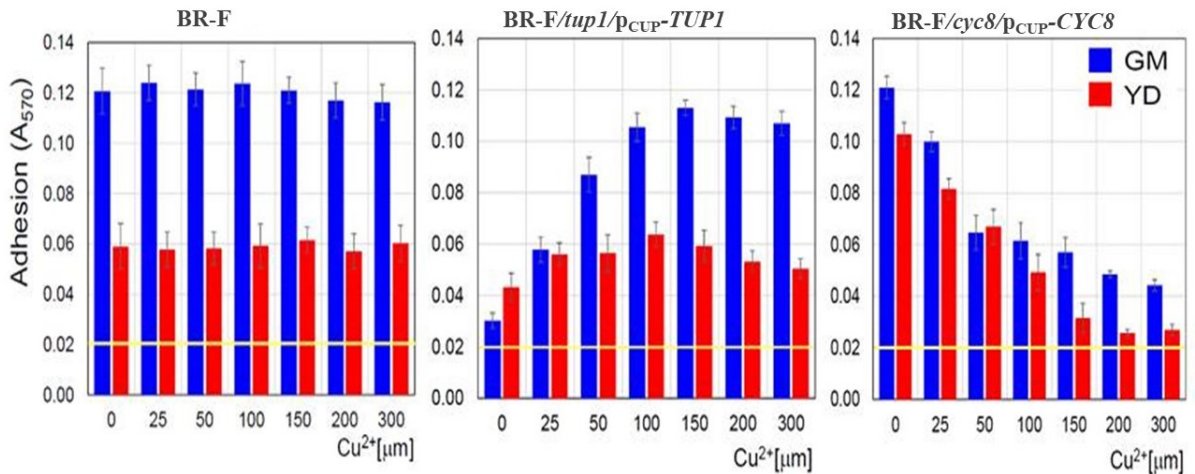 BR-F
BR-F/tup1/pCUP-TUP1
BR-F/cyc8/pCUP-CYC8
Adhesion (A570)
0.14
0.12
0.10
0.08
0.06
0.04
0.02
0.00
0 25 50 100 150 200 300
Cu2+[μm]
0.14
0.12
0.10
0.08
0.06
0.04
0.02
0.00
0 25 50 100 150 200 300
Cu2+[μm]
0.14
0.12
0.10
0.08
0.06
0.04
0.02
0.00
GM
YD
0 25 50 100 150 200 300
Cu2+[μm]